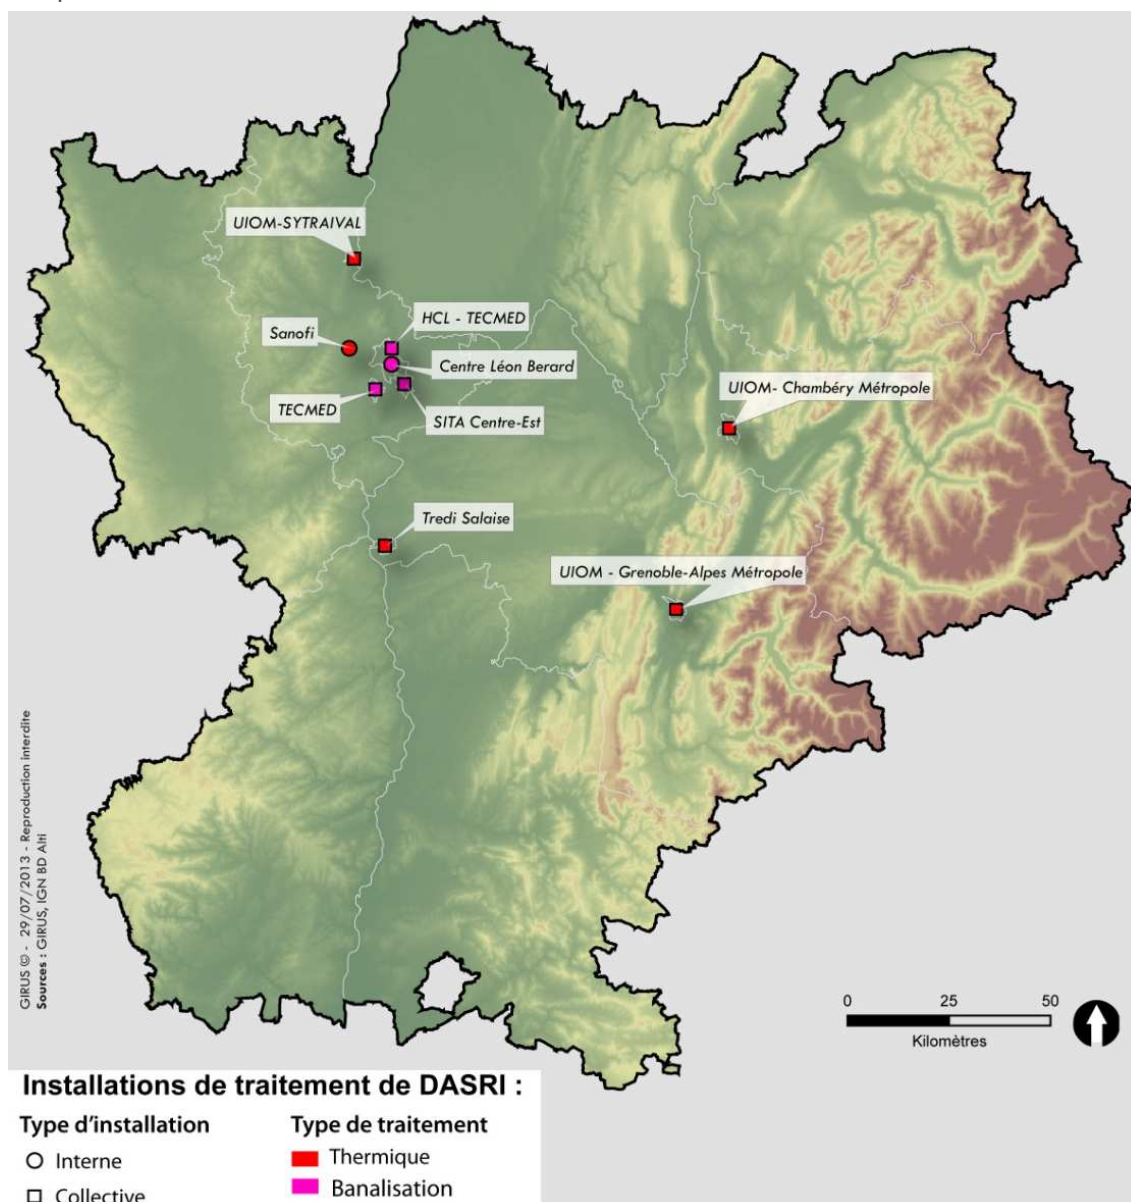 UIOM-SYTRAIVAL
HCL - TECMED
Sanofi
Centre Léon Berard
UIOM- Chambéry Métropole
TECMED
SITA Centre-Est
Tredi Salaise
UIOM - Grenoble-Alpes Métropole
GIRUS © - 29/07/2013 - Reproduction interdite
Sources : GIRUS, IGN BD Alti
0 25 50
Kilomètres
Installations de traitement de DASRI :
Type d'installation
Type de traitement
Interne
Thermique
Collective
Banalisation